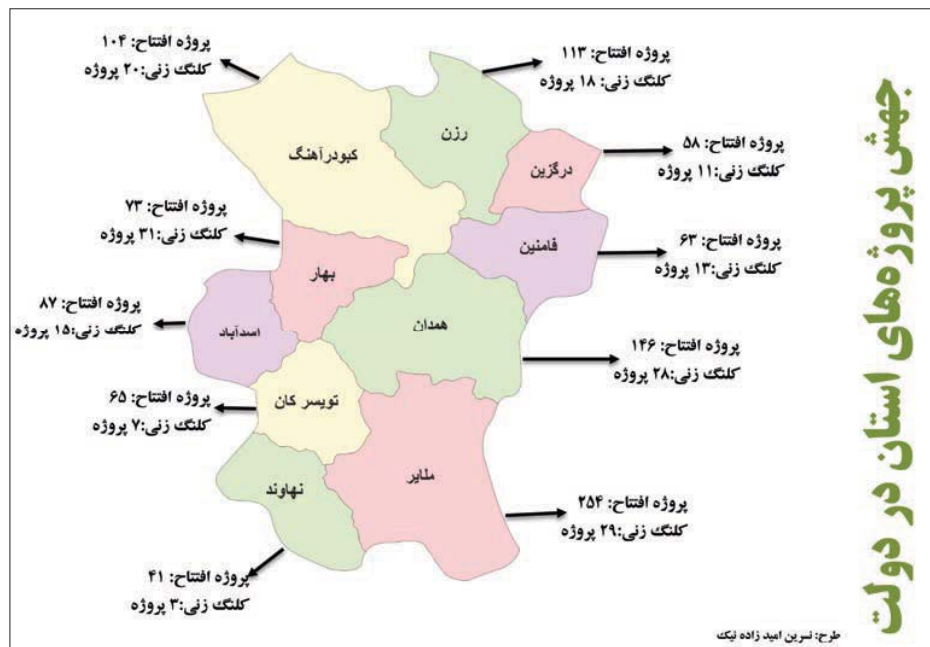 جهش پروژه‌های استان در دولت
پروژه افتتاح: ۱۱۳
کلنگ زنی: ۱۸ پروژه
پروژه افتتاح: ۱۰۴
کلنگ زنی: ۲۰ پروژه
رزن
کبودرآهنگ
پروژه افتتاح: ۵۸
کلنگ زنی: ۱۱ پروژه
درگزین
پروژه افتتاح: ۷۳
کلنگ زنی: ۳۱ پروژه
پروژه افتتاح: ۶۳
کلنگ زنی: ۱۳ پروژه
فامنین
بهار
پروژه افتتاح: ۸۷
کلنگ زنی: ۱۵ پروژه
همدان
اسدآباد
پروژه افتتاح: ۱۴۶
کلنگ زنی: ۲۸ پروژه
پروژه افتتاح: ۶۵
کلنگ زنی: ۷ پروژه
تویسر کان
ملایر
نهاوند
پروژه افتتاح: ۲۵۴
کلنگ زنی: ۲۹ پروژه
پروژه افتتاح: ۴۱
کلنگ زنی: ۳ پروژه
طرح: نسرین امید زاده نیک